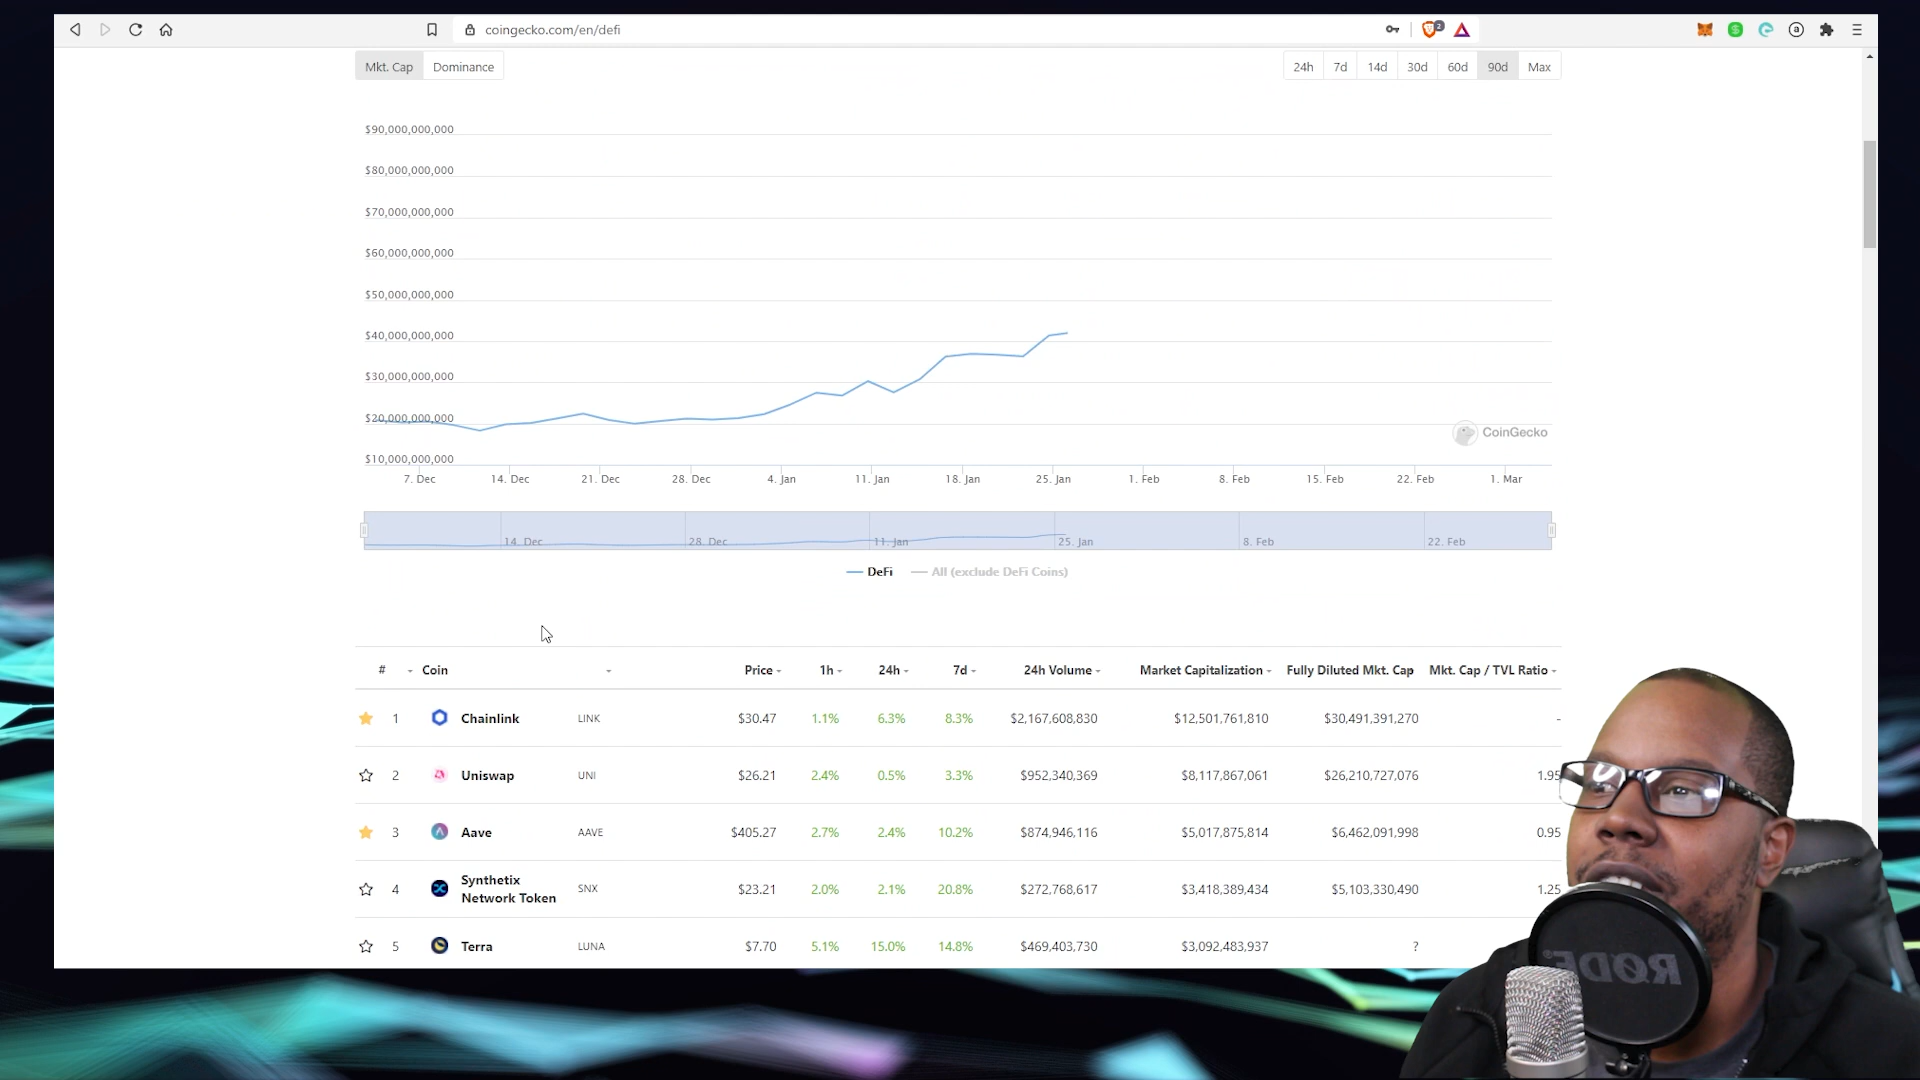 coingecko.com/en/defi
2
Mkt. Cap Dominance
24h 7d 14d 30d 60d 90d Max
$90,000,000,000
$80,000,000,000
$70,000,000,000
$60,000,000,000
$50,000,000,000
$40,000,000,000
$30,000,000,000
$20,000,000,000
$10,000,000,000
CoinGecko
7. Dec 14. Dec 21. Dec 28. Dec 4. Jan 11. Jan 18. Jan 25. Jan 1. Feb 8. Feb 15. Feb 22. Feb 1. Mar
14. Dec 28. Dec 11. Jan 25. Jan 8. Feb 22. Feb
DeFi All (exclude DeFi Coins)
# Coin Price 1h 24h 7d 24h Volume Market Capitalization Fully Diluted Mkt. Cap Mkt. Cap / TVL Ratio
1 Chainlink LINK $30.47 1.1% 6.3% 8.3% $2,167,608,830 $12,501,761,810 $30,491,391,270 -
2 Uniswap UNI $26.21 2.4% 0.5% 3.3% $952,340,369 $8,117,867,061 $26,210,727,076 1.95
3 Aave AAVE $405.27 2.7% 2.4% 10.2% $874,946,116 $5,017,875,814 $6,462,091,998 0.95
4 Synthetix Network Token SNX $23.21 2.0% 2.1% 20.8% $272,768,617 $3,418,389,434 $5,103,330,490 1.25
5 Terra LUNA $7.70 5.1% 15.0% 14.8% $469,403,730 $3,092,483,937 ?
RØDE